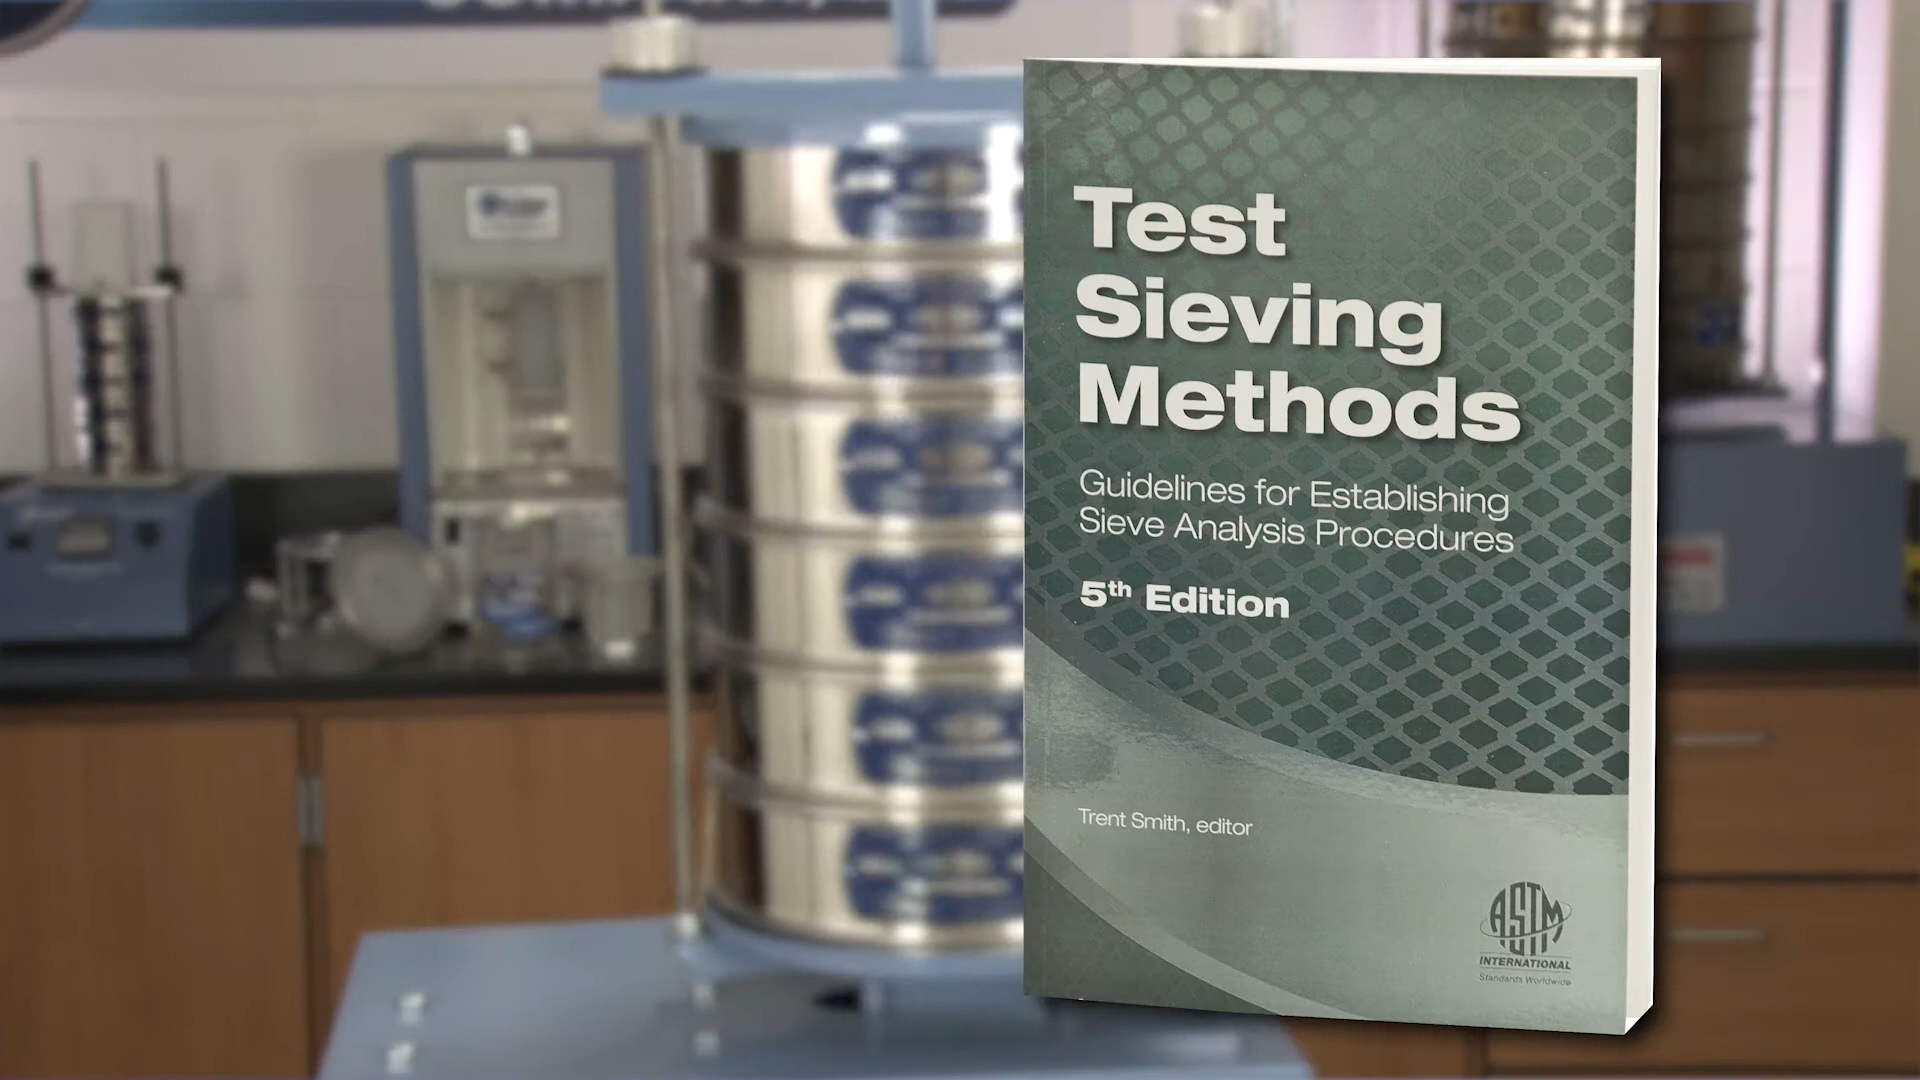 Test
Sieving
Methods
Guidelines for Establishing
Sieve Analysis Procedures
5th Edition
Trent Smith, editor
ASTM
INTERNATIONAL
Standards Worldwide